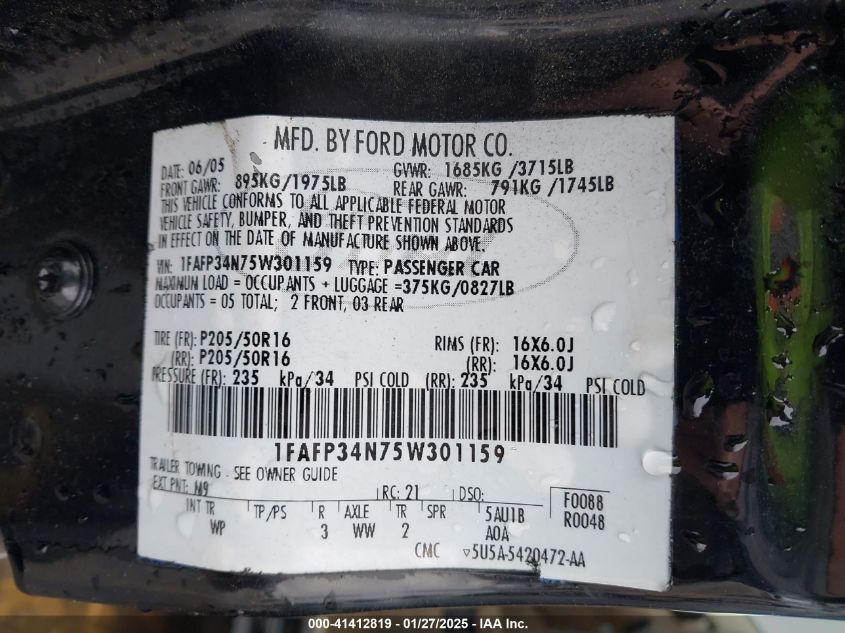 MFD. BY FORD MOTOR CO.
DATE: 06/05 GVWR: 1685KG /3715LB
FRONT GAWR: 895KG/1975LB REAR GAWR: 791KG /1745LB
THIS VEHICLE CONFORMS TO ALL APPLICABLE FEDERAL MOTOR
VEHICLE SAFETY, BUMPER, AND THEFT PREVENTION STANDARDS
IN EFFECT ON THE DATE OF MANUFACTURE SHOWN ABOVE.
VIN: 1FAFP34N75W301159 TYPE: PASSENGER CAR
MAXIMUM LOAD = OCCUPANTS + LUGGAGE =375KG/0827LB
OCCUPANTS = 05 TOTAL; 2 FRONT, 03 REAR
TIRE (FR): P205/50R16 RIMS (FR): 16X6.0J
(RR): P205/50R16 (RR): 16X6.0J
PRESSURE (FR): 235 kPa/34 PSI COLD (RR): 235 kPa/34 PSI COLD
1FAFP34N75W301159
TRAILER TOWING - SEE OWNER GUIDE
EXT PNT: M9 RC: 21 DSO: F0088
INT TR TP/PS R AXLE TR SPR 5AU1B R0048
WP 3 WW 2 A0A
CMC ▿5U5A-5420472-AA
000-41412819 - 01/27/2025 - IAA Inc.